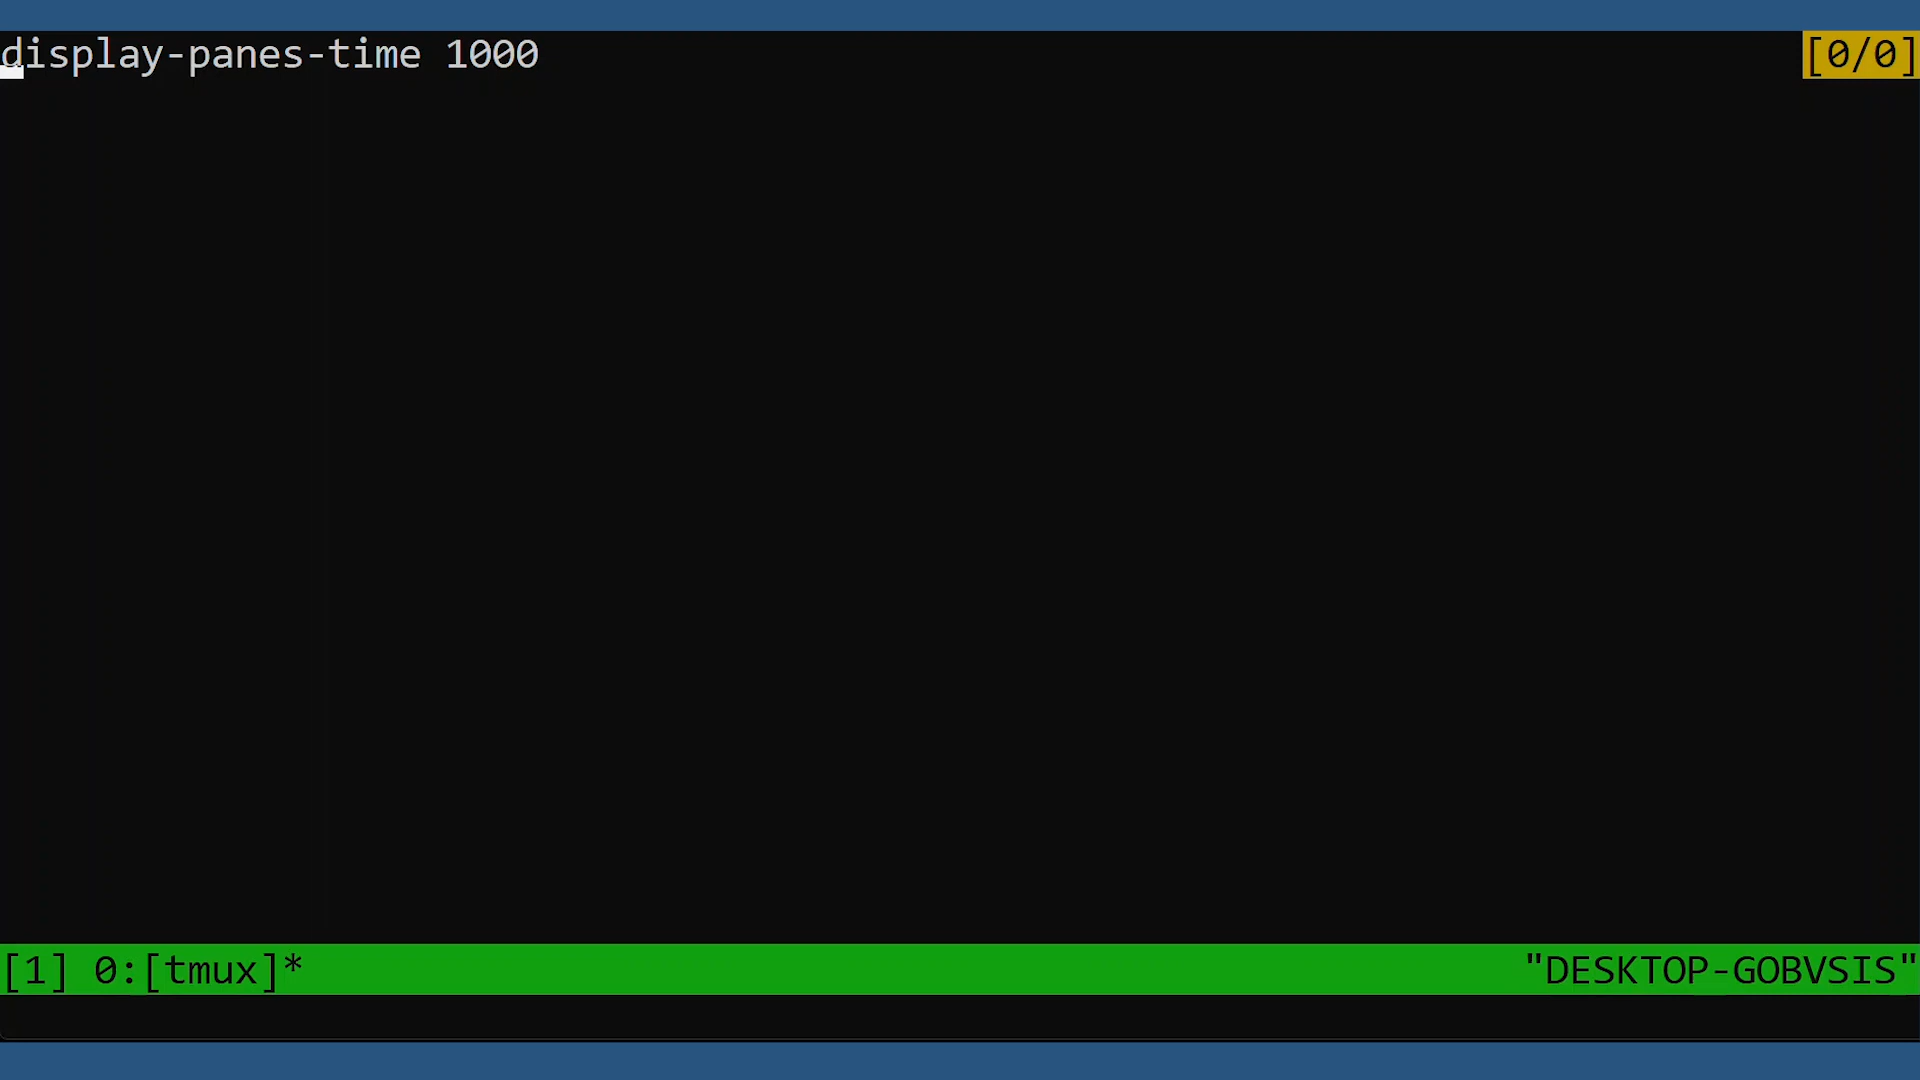 display-panes-time 1000 [0/0]
[1] 0:[tmux]* "DESKTOP-GOBVSIS"